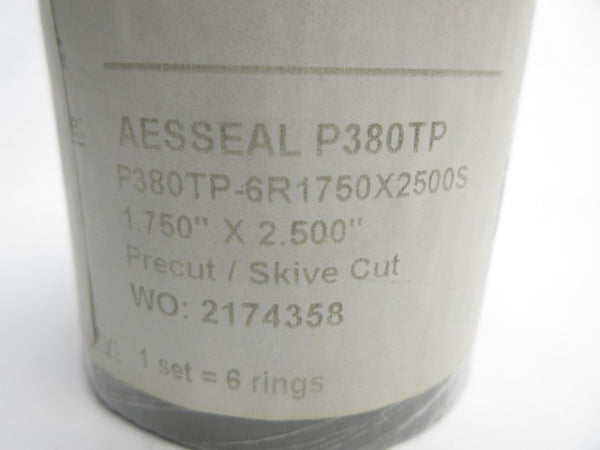 AESSEAL P380TP
P380TP-6R1750X2500S
1.750" X 2.500"
Precut / Skive Cut
WO: 2174358
1 set = 6 rings